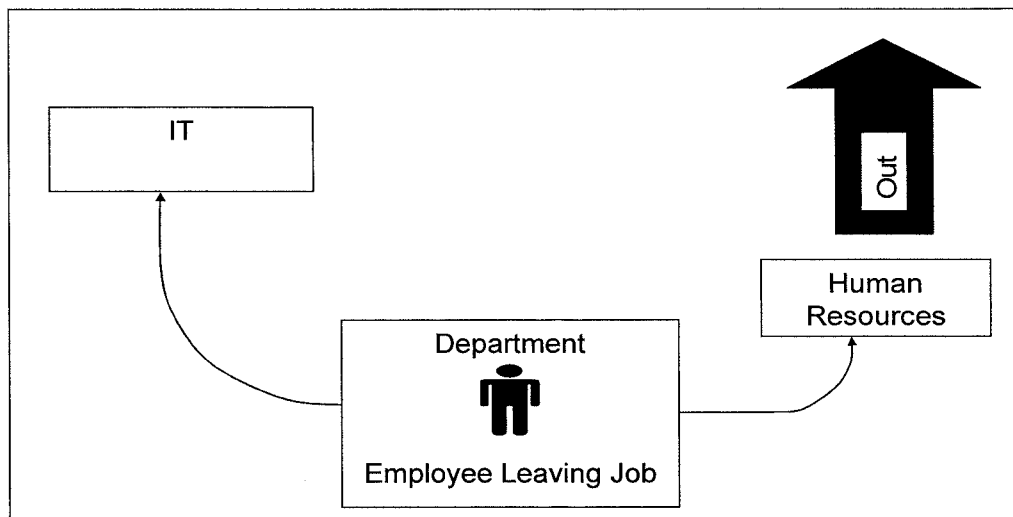 IT
Out
Human
Resources
Department
Employee Leaving Job